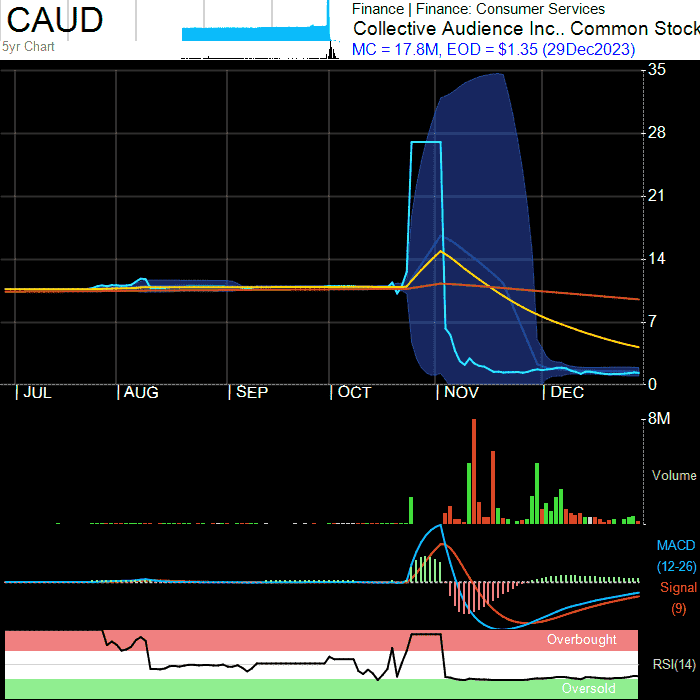 CAUD
5yr Chart
Finance | Finance: Consumer Services
Collective Audience Inc.. Common Stock
MC = 17.8M, EOD = $1.35 (29Dec2023)
35
28
21
14
7
0
JUL
AUG
SEP
OCT
NOV
DEC
8M
Volume
MACD
(12-26)
Signal
(9)
Overbought
RSI(14)
Oversold